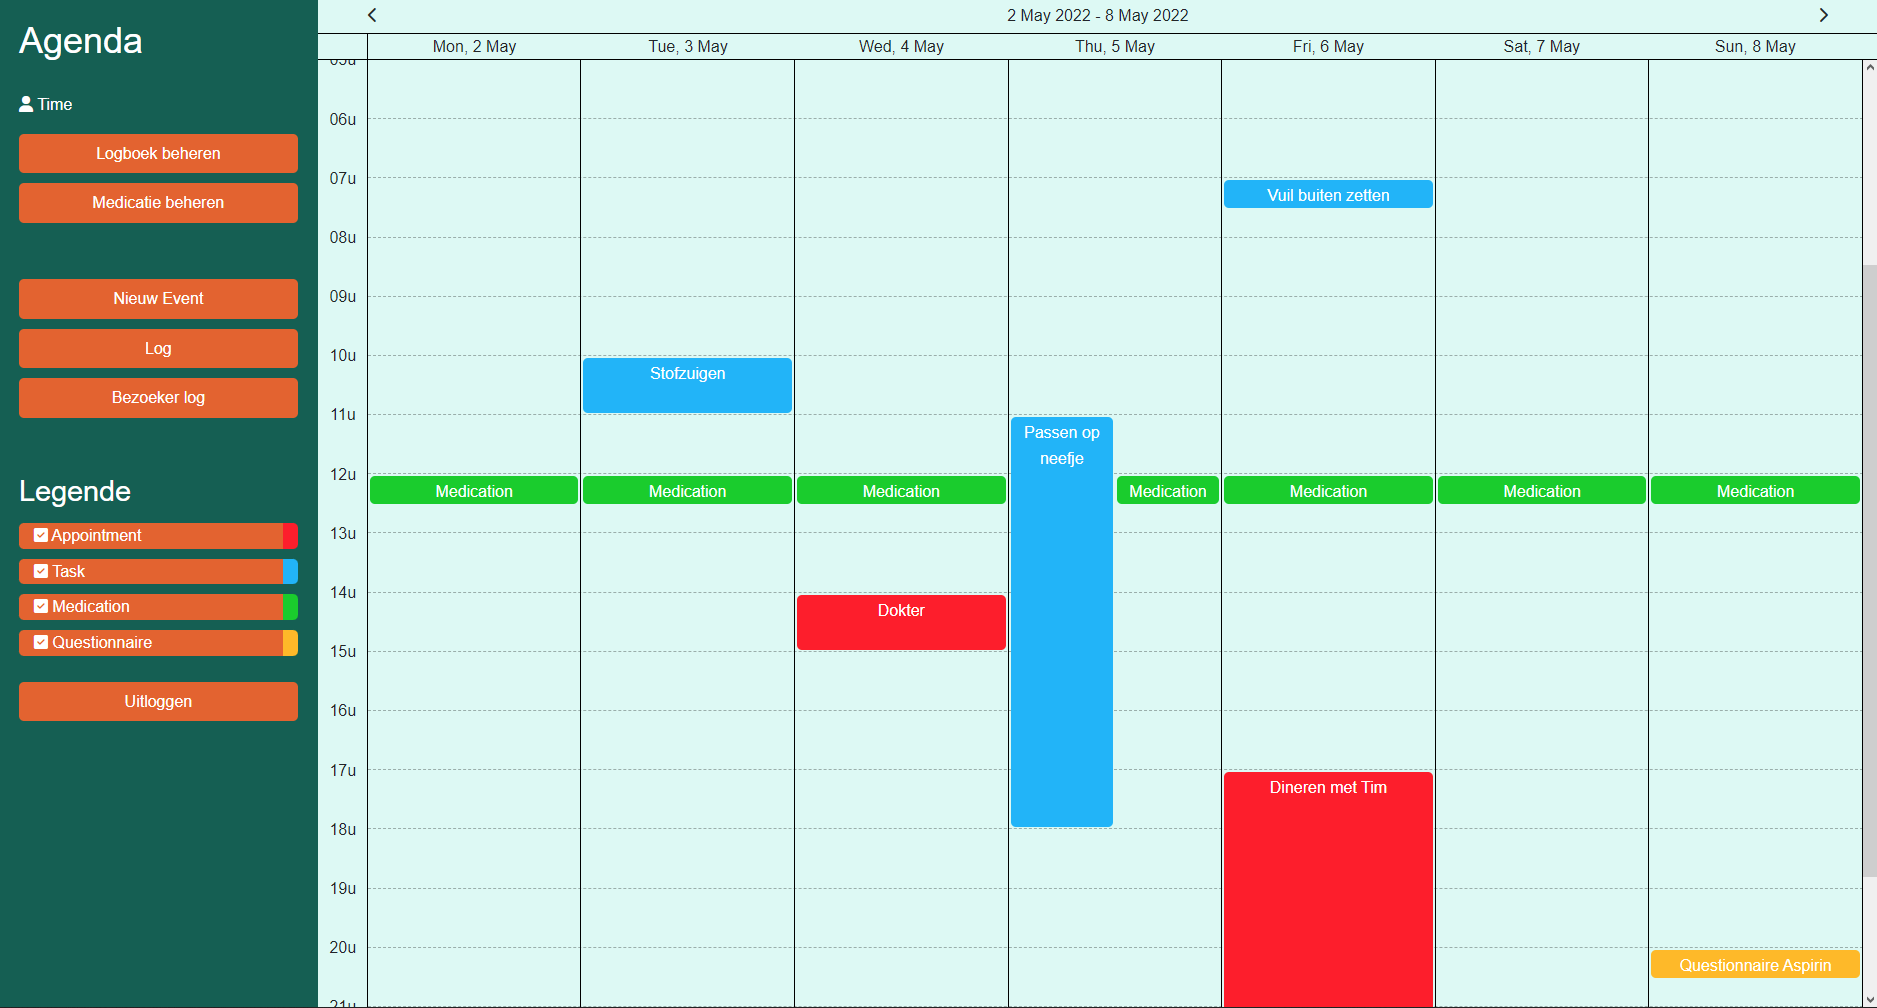 Agenda
Time
Logboek beheren
Medicatie beheren
Nieuw Event
Log
Bezoeker log
Legende
Appointment
Task
Medication
Questionnaire
Uitloggen
2 May 2022 - 8 May 2022
Mon, 2 May
Tue, 3 May
Wed, 4 May
Thu, 5 May
Fri, 6 May
Sat, 7 May
Sun, 8 May
05u
06u
07u
Vuil buiten zetten
08u
09u
10u
Stofzuigen
11u
Passen op
neefje
12u
Medication
Medication
Medication
Medication
Medication
Medication
Medication
13u
14u
Dokter
15u
16u
17u
Dineren met Tim
18u
19u
20u
Questionnaire Aspirin
21u